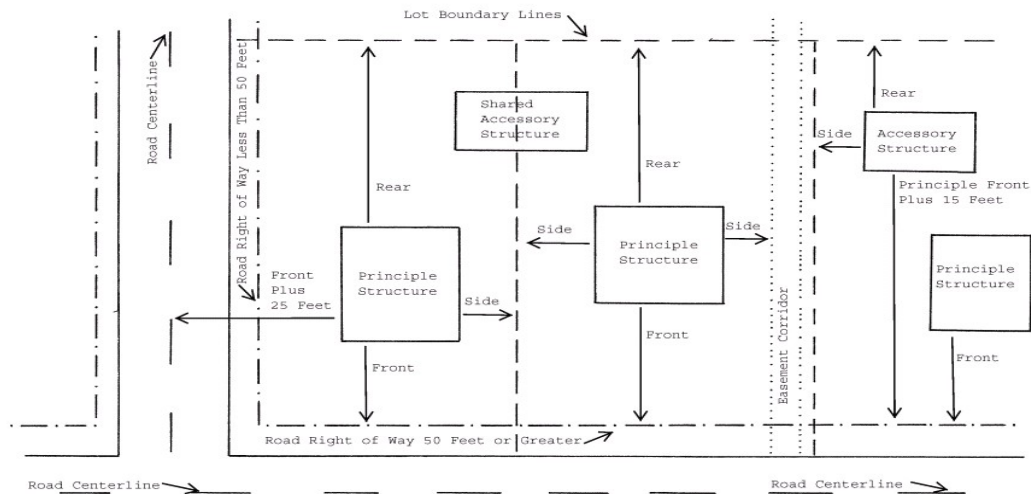 Lot Boundary Lines
Road Centerline
Road Right of Way Less Than 50 Feet
Shared
Accessory
Structure
Rear
Rear
Rear
Side
Accessory
Structure
Principle Front
Plus 15 Feet
Front
Plus
25 Feet
Principle
Structure
Side
Side
Principle
Structure
Side
Principle
Structure
Easement Corridor
Front
Front
Front
Road Right of Way 50 Feet or Greater
Road Centerline
Road Centerline